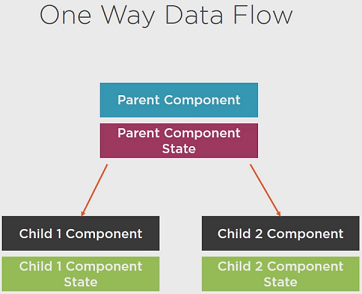 One Way Data Flow
Parent Component
Parent Component
State
Child 1 Component
Child 2 Component
Child 1 Component
State
Child 2 Component
State